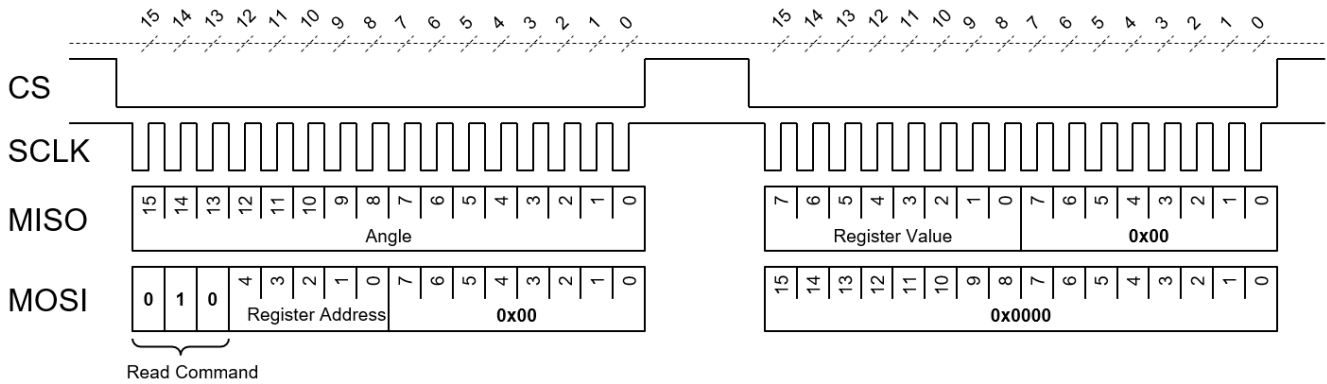 15 14 13 12 11 10 9 8 7 6 5 4 3 2 1 0 15 14 13 12 11 10 9 8 7 6 5 4 3 2 1 0
CS
SCLK
MISO 15 14 13 12 11 10 9 8 7 6 5 4 3 2 1 0 7 6 5 4 3 2 1 0 7 6 5 4 3 2 1 0
Angle Register Value 0x00
MOSI 0 1 0 4 3 2 1 0 7 6 5 4 3 2 1 0 15 14 13 12 11 10 9 8 7 6 5 4 3 2 1 0
Register Address 0x00 0x0000
Read Command